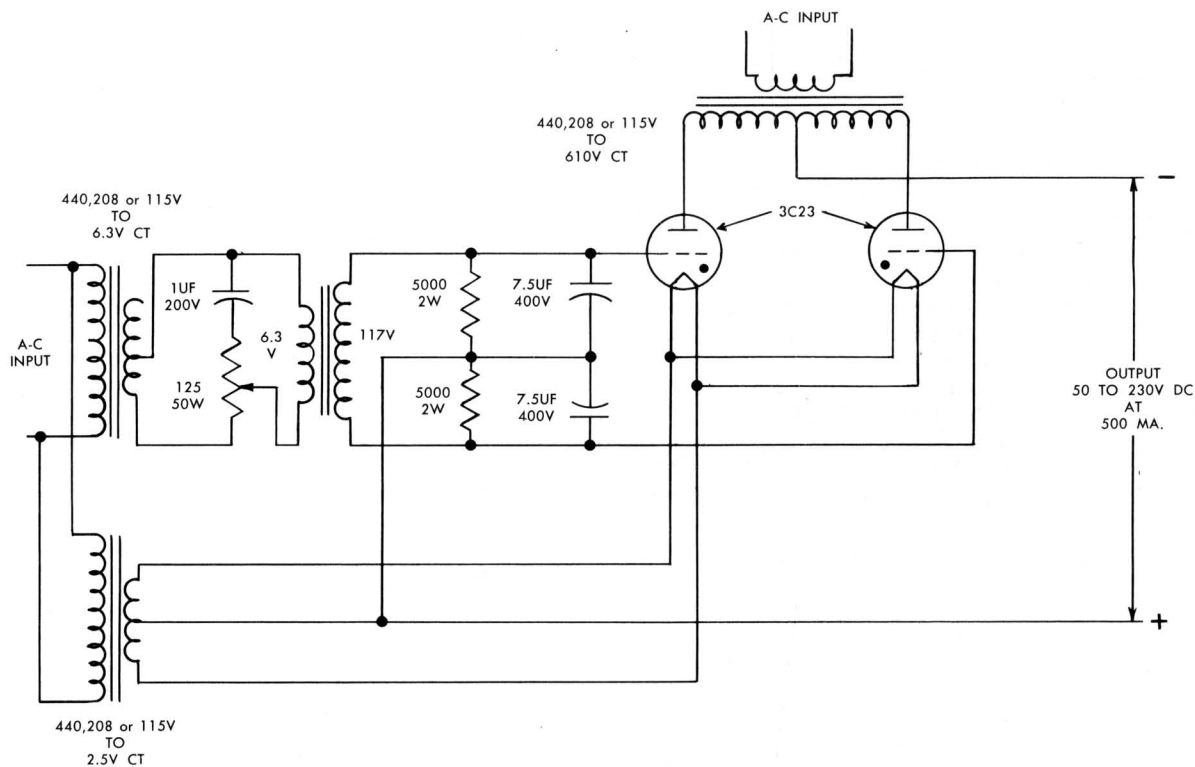 A-C INPUT
440,208 or 115V
TO
610V CT
3C23
−
440,208 or 115V
TO
6.3V CT
A-C
INPUT
1UF
200V
125
50W
6.3
V
117V
5000
2W
7.5UF
400V
5000
2W
7.5UF
400V
OUTPUT
50 TO 230V DC
AT
500 MA.
+
440,208 or 115V
TO
2.5V CT